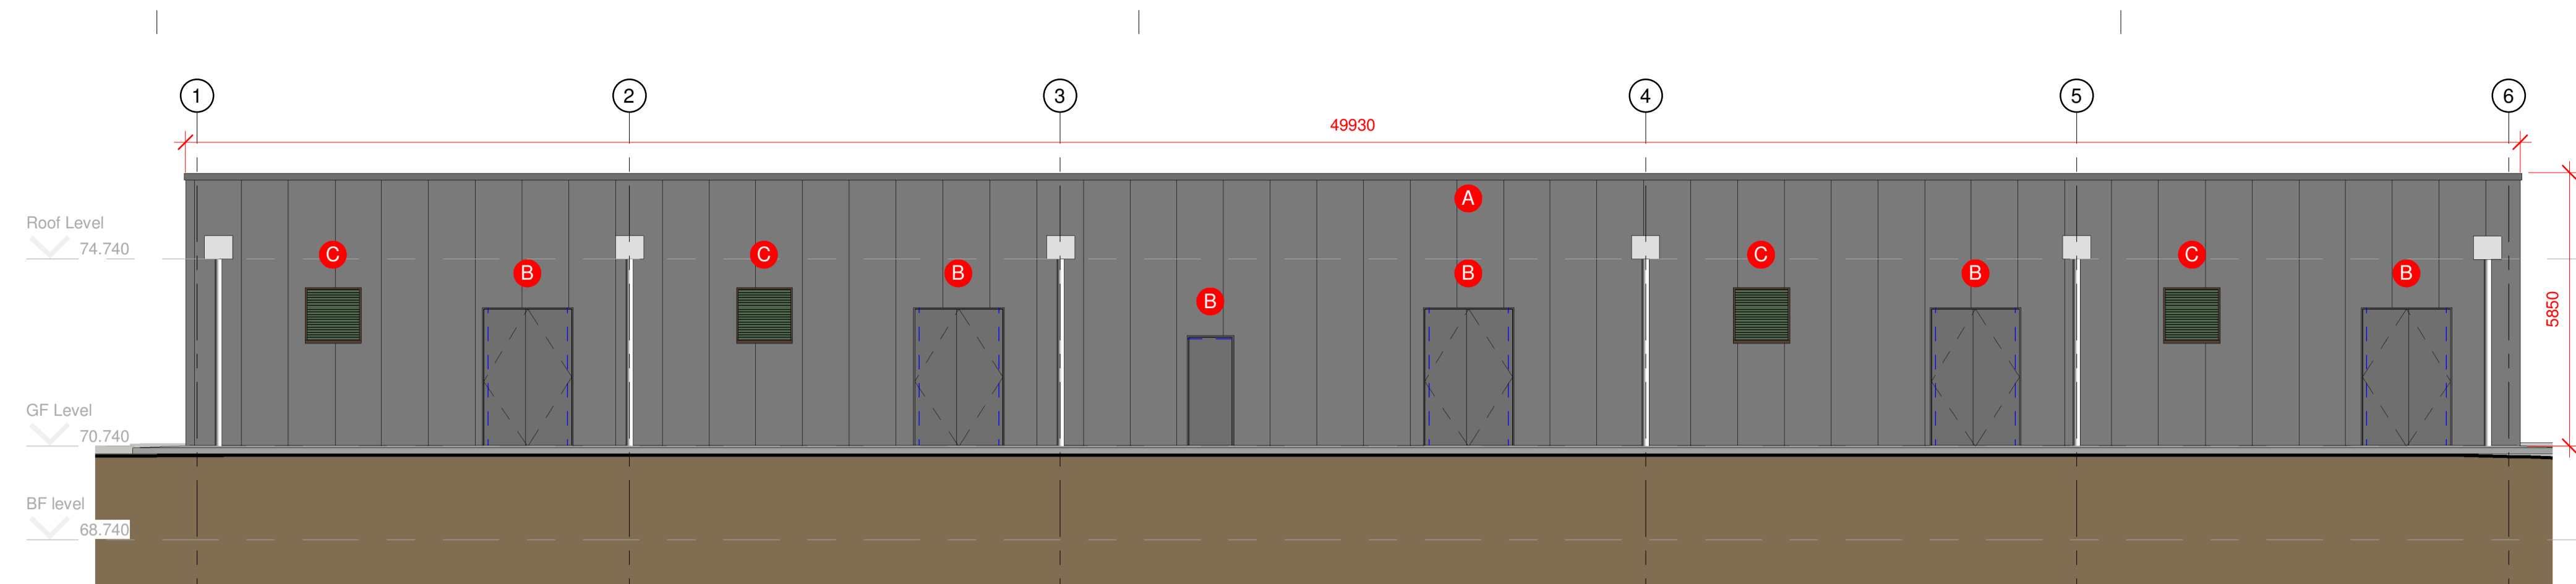 1 2 3 4 5 6
49930
A
Roof Level
74.740
C C C C
B B B B B
B
5850
GF Level
70.740
BF level
68.740